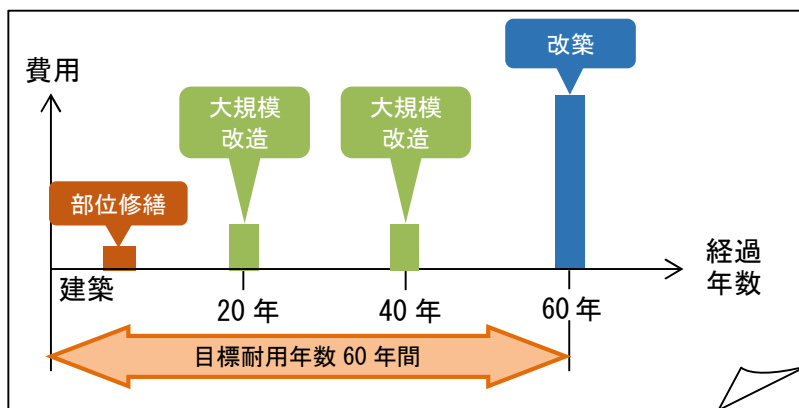 改築
費用
大規模
改造
大規模
改造
部位修繕
経過
年数
建築
20 年
40 年
60 年
目標耐用年数 60 年間